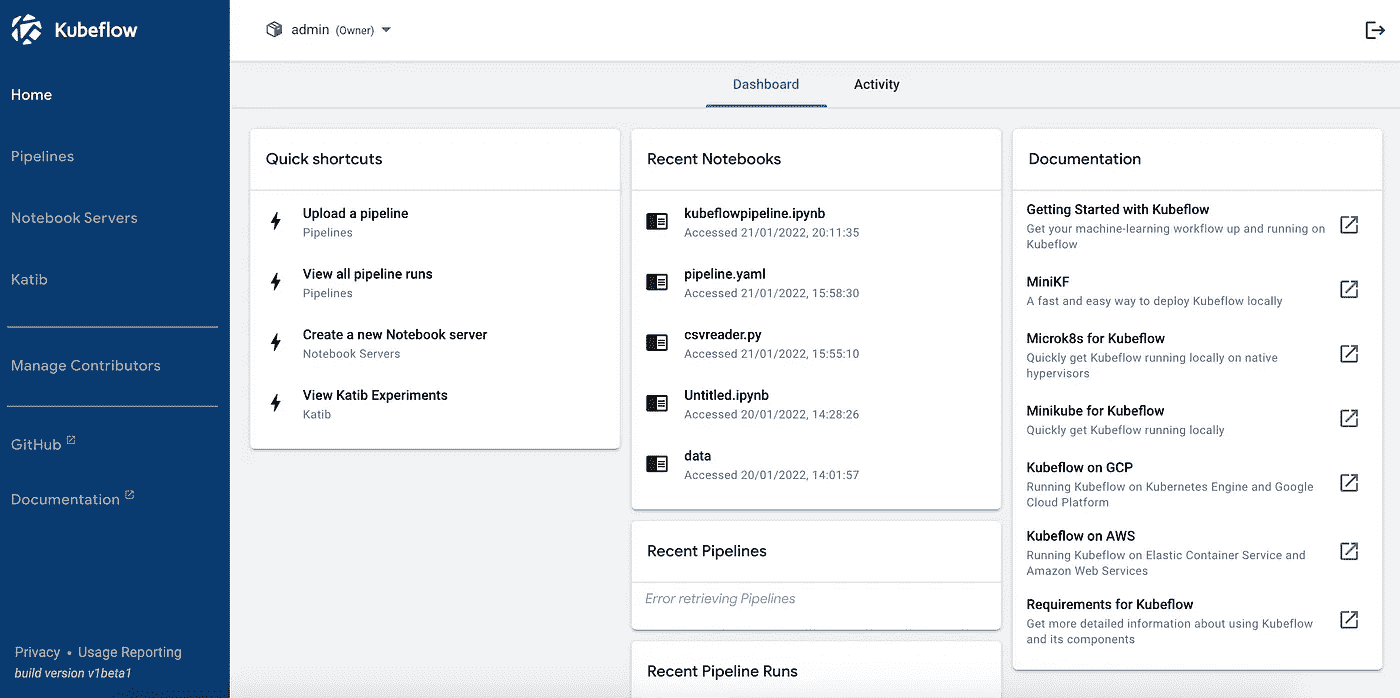 Kubeflow
Home
Pipelines
Notebook Servers
Katib
Manage Contributors
GitHub
Documentation
Privacy • Usage Reporting
build version v1beta1
admin (Owner)
Dashboard
Activity
Quick shortcuts
Upload a pipeline
Pipelines
View all pipeline runs
Pipelines
Create a new Notebook server
Notebook Servers
View Katib Experiments
Katib
Recent Notebooks
kubeflowpipeline.ipynb
Accessed 21/01/2022, 20:11:35
pipeline.yaml
Accessed 21/01/2022, 15:58:30
csvreader.py
Accessed 21/01/2022, 15:55:10
Untitled.ipynb
Accessed 20/01/2022, 14:28:26
data
Accessed 20/01/2022, 14:01:57
Recent Pipelines
Error retrieving Pipelines
Recent Pipeline Runs
Documentation
Getting Started with Kubeflow
Get your machine-learning workflow up and running on
Kubeflow
MiniKF
A fast and easy way to deploy Kubeflow locally
Microk8s for Kubeflow
Quickly get Kubeflow running locally on native
hypervisors
Minikube for Kubeflow
Quickly get Kubeflow running locally
Kubeflow on GCP
Running Kubeflow on Kubernetes Engine and Google
Cloud Platform
Kubeflow on AWS
Running Kubeflow on Elastic Container Service and
Amazon Web Services
Requirements for Kubeflow
Get more detailed information about using Kubeflow
and its components